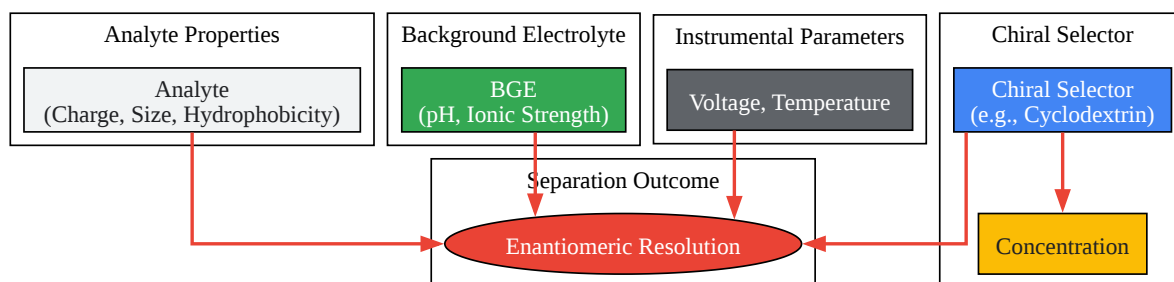 Analyte Properties
Analyte
(Charge, Size, Hydrophobicity)
Background Electrolyte
BGE
(pH, Ionic Strength)
Instrumental Parameters
Voltage, Temperature
Chiral Selector
Chiral Selector
(e.g., Cyclodextrin)
Separation Outcome
Enantiomeric Resolution
Concentration